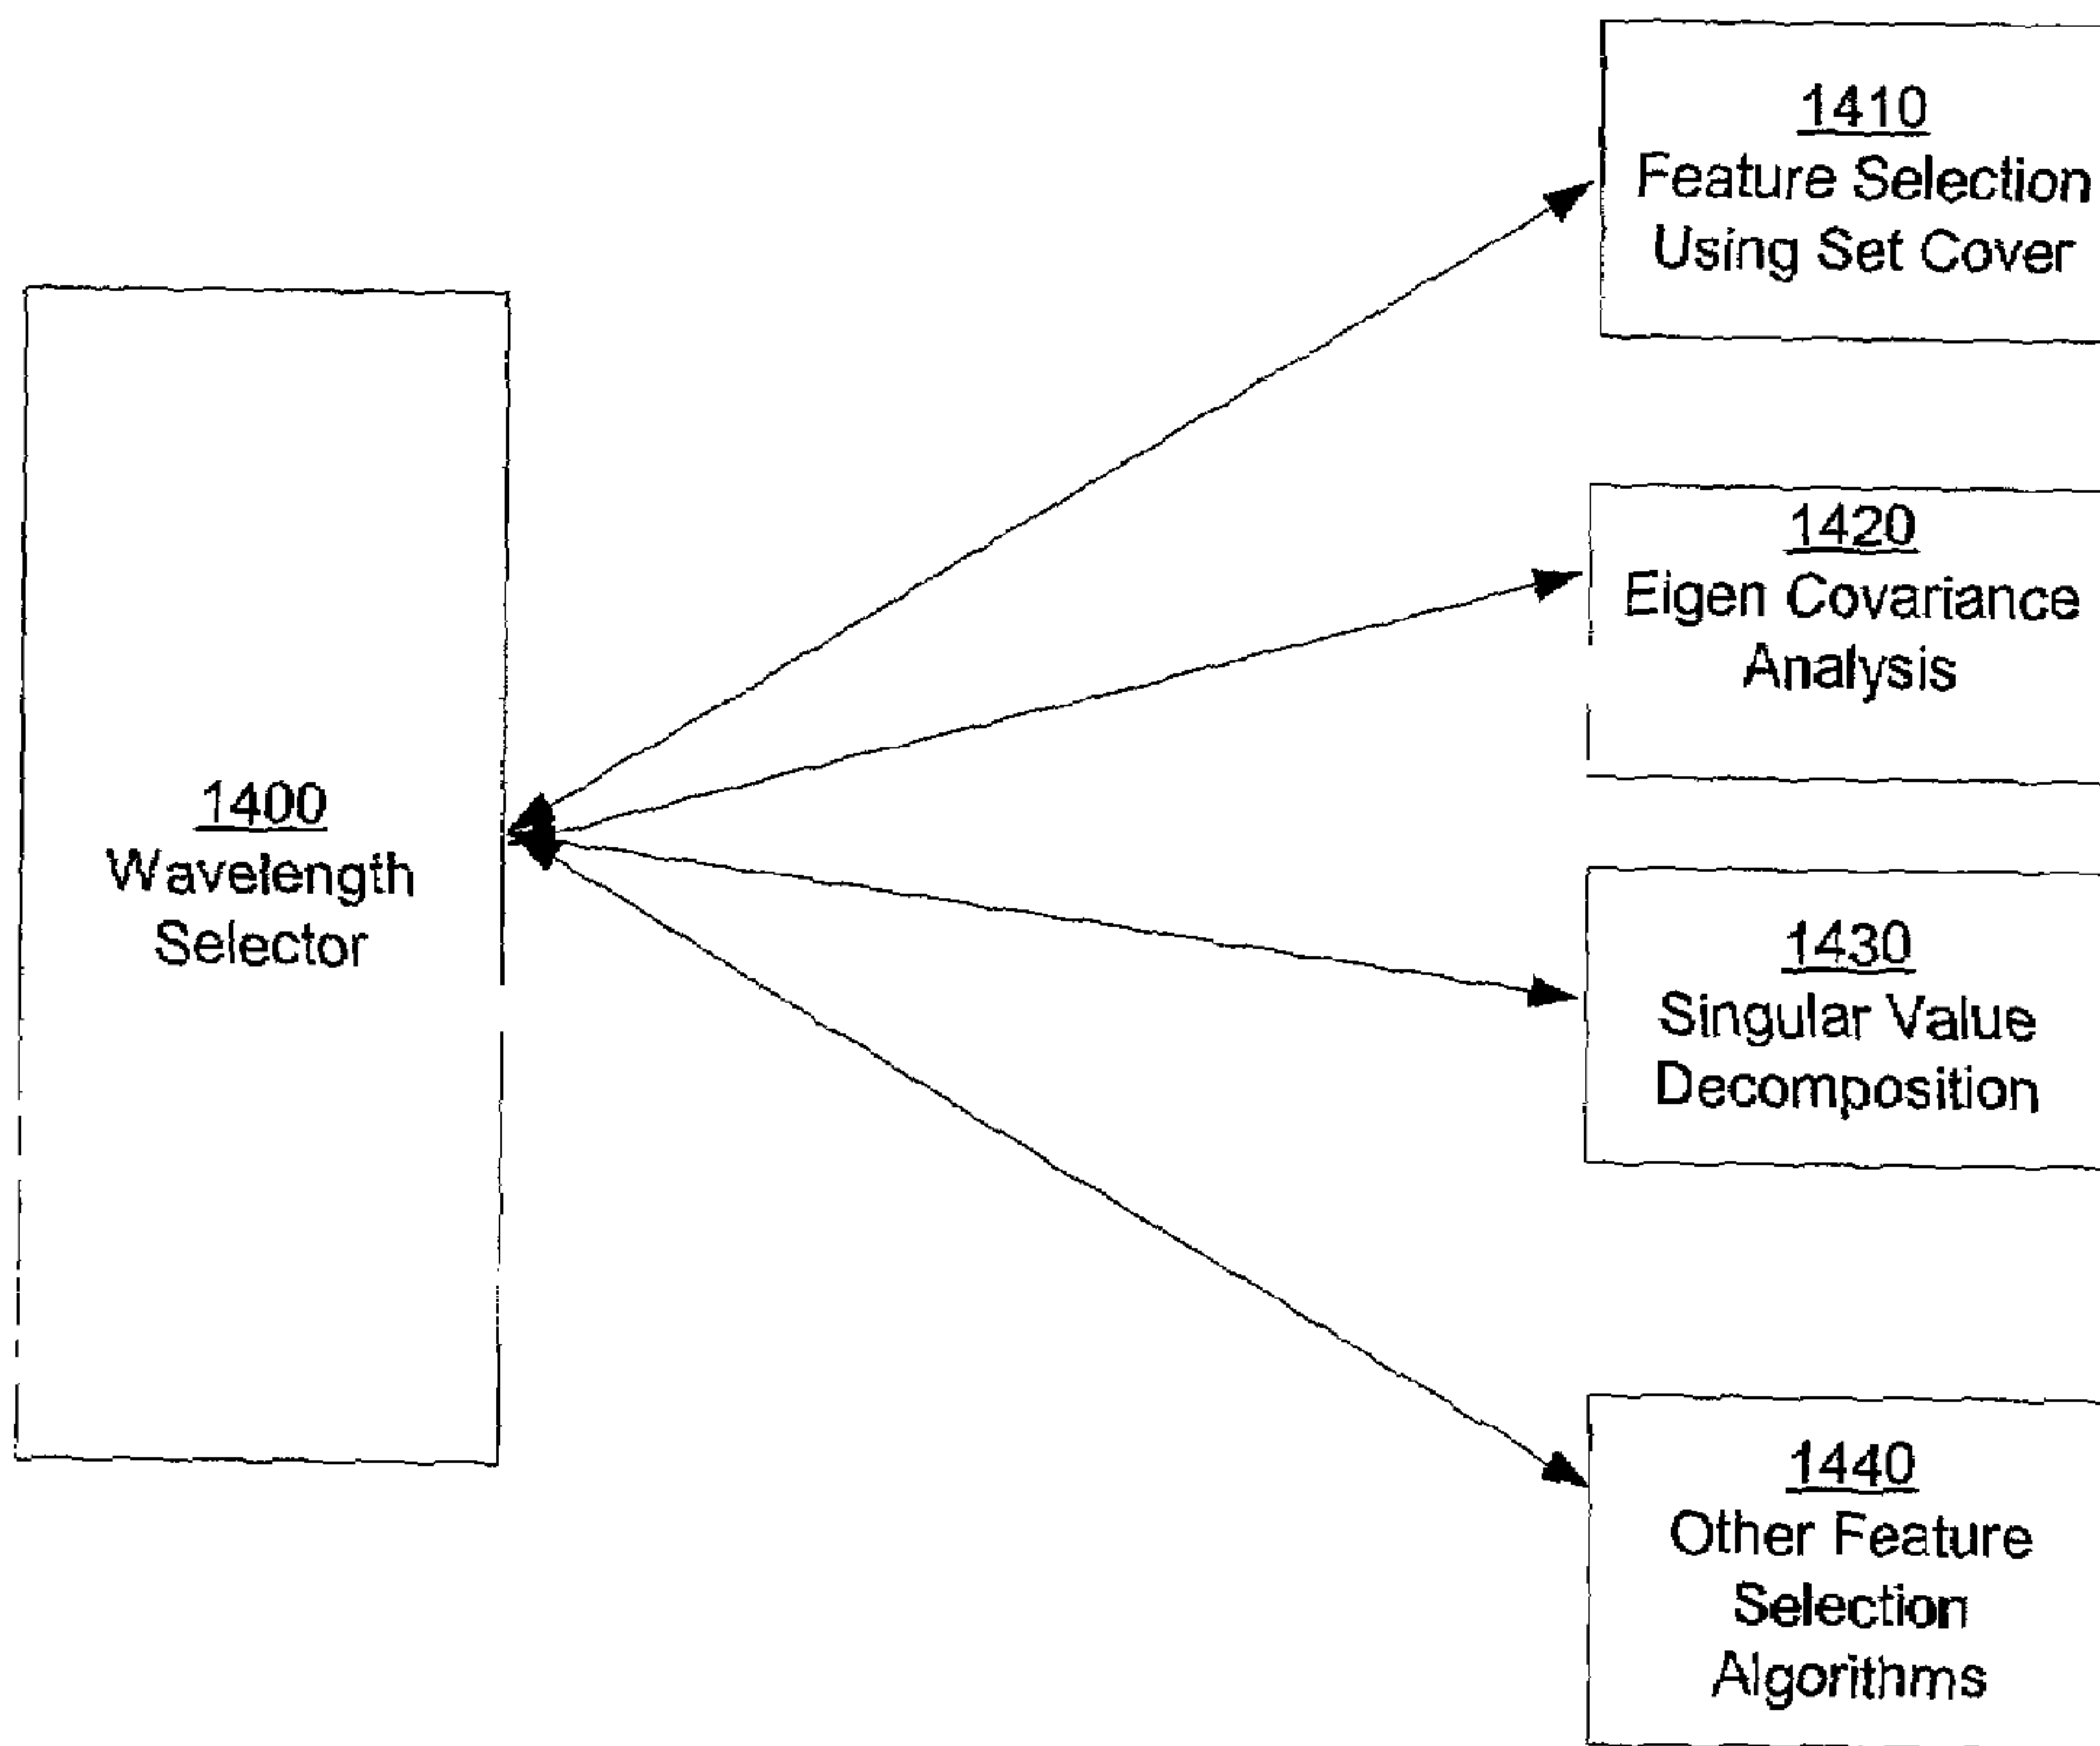 1400
Wavelength
Selector
1410
Feature Selection
Using Set Cover
1420
Eigen Covariance
Analysis
1430
Singular Value
Decomposition
1440
Other Feature
Selection
Algorithms